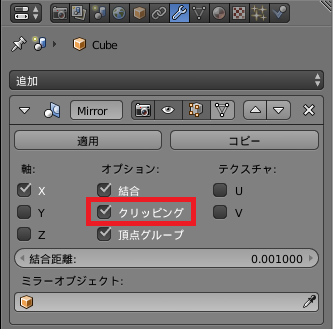 Cube
追加
Mirror
適用 コピー
軸: オプション: テクスチャ:
X 結合 U
Y クリッピング V
Z 頂点グループ
結合距離: 0.001000
ミラーオブジェクト: